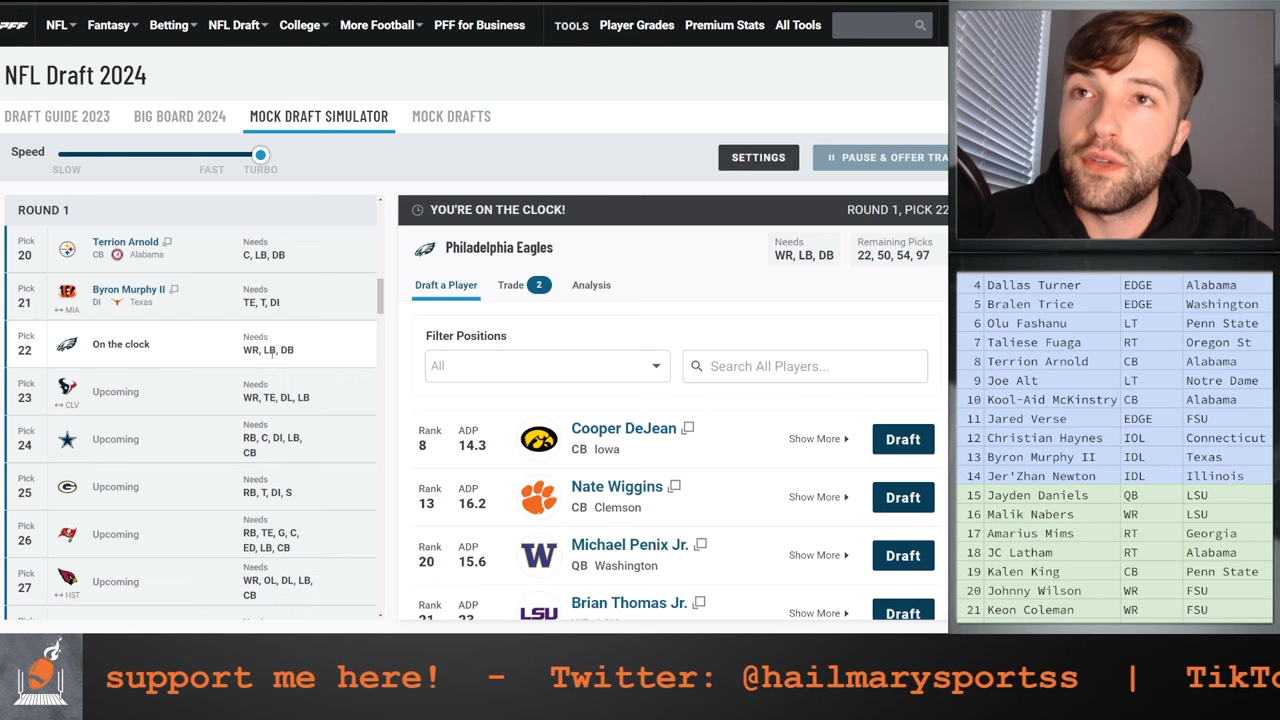 PFF NFL Fantasy Betting NFL Draft College More Football PFF for Business TOOLS Player Grades Premium Stats All Tools
NFL Draft 2024
DRAFT GUIDE 2023 BIG BOARD 2024 MOCK DRAFT SIMULATOR MOCK DRAFTS
Speed
SLOW FAST TURBO
SETTINGS
PAUSE & OFFER TRA
ROUND 1
Pick 20 Terrion Arnold CB Alabama Needs C, LB, DB
Pick 21 ↔ MIA Byron Murphy II DI Texas Needs TE, T, DI
Pick 22 On the clock Needs WR, LB, DB
Pick 23 ↔ CLV Upcoming Needs WR, TE, DL, LB
Pick 24 Upcoming Needs RB, C, DI, LB, CB
Pick 25 Upcoming Needs RB, T, DI, S
Pick 26 Upcoming Needs RB, TE, G, C, ED, LB, CB
Pick 27 ↔ HST Upcoming Needs WR, OL, DL, LB, CB
YOU'RE ON THE CLOCK! ROUND 1, PICK 22
Philadelphia Eagles
Needs WR, LB, DB
Remaining Picks 22, 50, 54, 97
Draft a Player Trade 2 Analysis
Filter Positions
All
Search All Players...
Rank 8 ADP 14.3 Cooper DeJean CB Iowa Show More Draft
Rank 13 ADP 16.2 Nate Wiggins CB Clemson Show More Draft
Rank 20 ADP 15.6 Michael Penix Jr. QB Washington Show More Draft
Rank ADP 23 LSU Brian Thomas Jr. Show More Draft
4 Dallas Turner EDGE Alabama
5 Bralen Trice EDGE Washington
6 Olu Fashanu LT Penn State
7 Taliese Fuaga RT Oregon St
8 Terrion Arnold CB Alabama
9 Joe Alt LT Notre Dame
10 Kool-Aid McKinstry CB Alabama
11 Jared Verse EDGE FSU
12 Christian Haynes IOL Connecticut
13 Byron Murphy II IDL Texas
14 Jer'Zhan Newton IDL Illinois
15 Jayden Daniels QB LSU
16 Malik Nabers WR LSU
17 Amarius Mims RT Georgia
18 JC Latham RT Alabama
19 Kalen King CB Penn State
20 Johnny Wilson WR FSU
21 Keon Coleman WR FSU
support me here! - Twitter: @hailmarysportss | TikTo